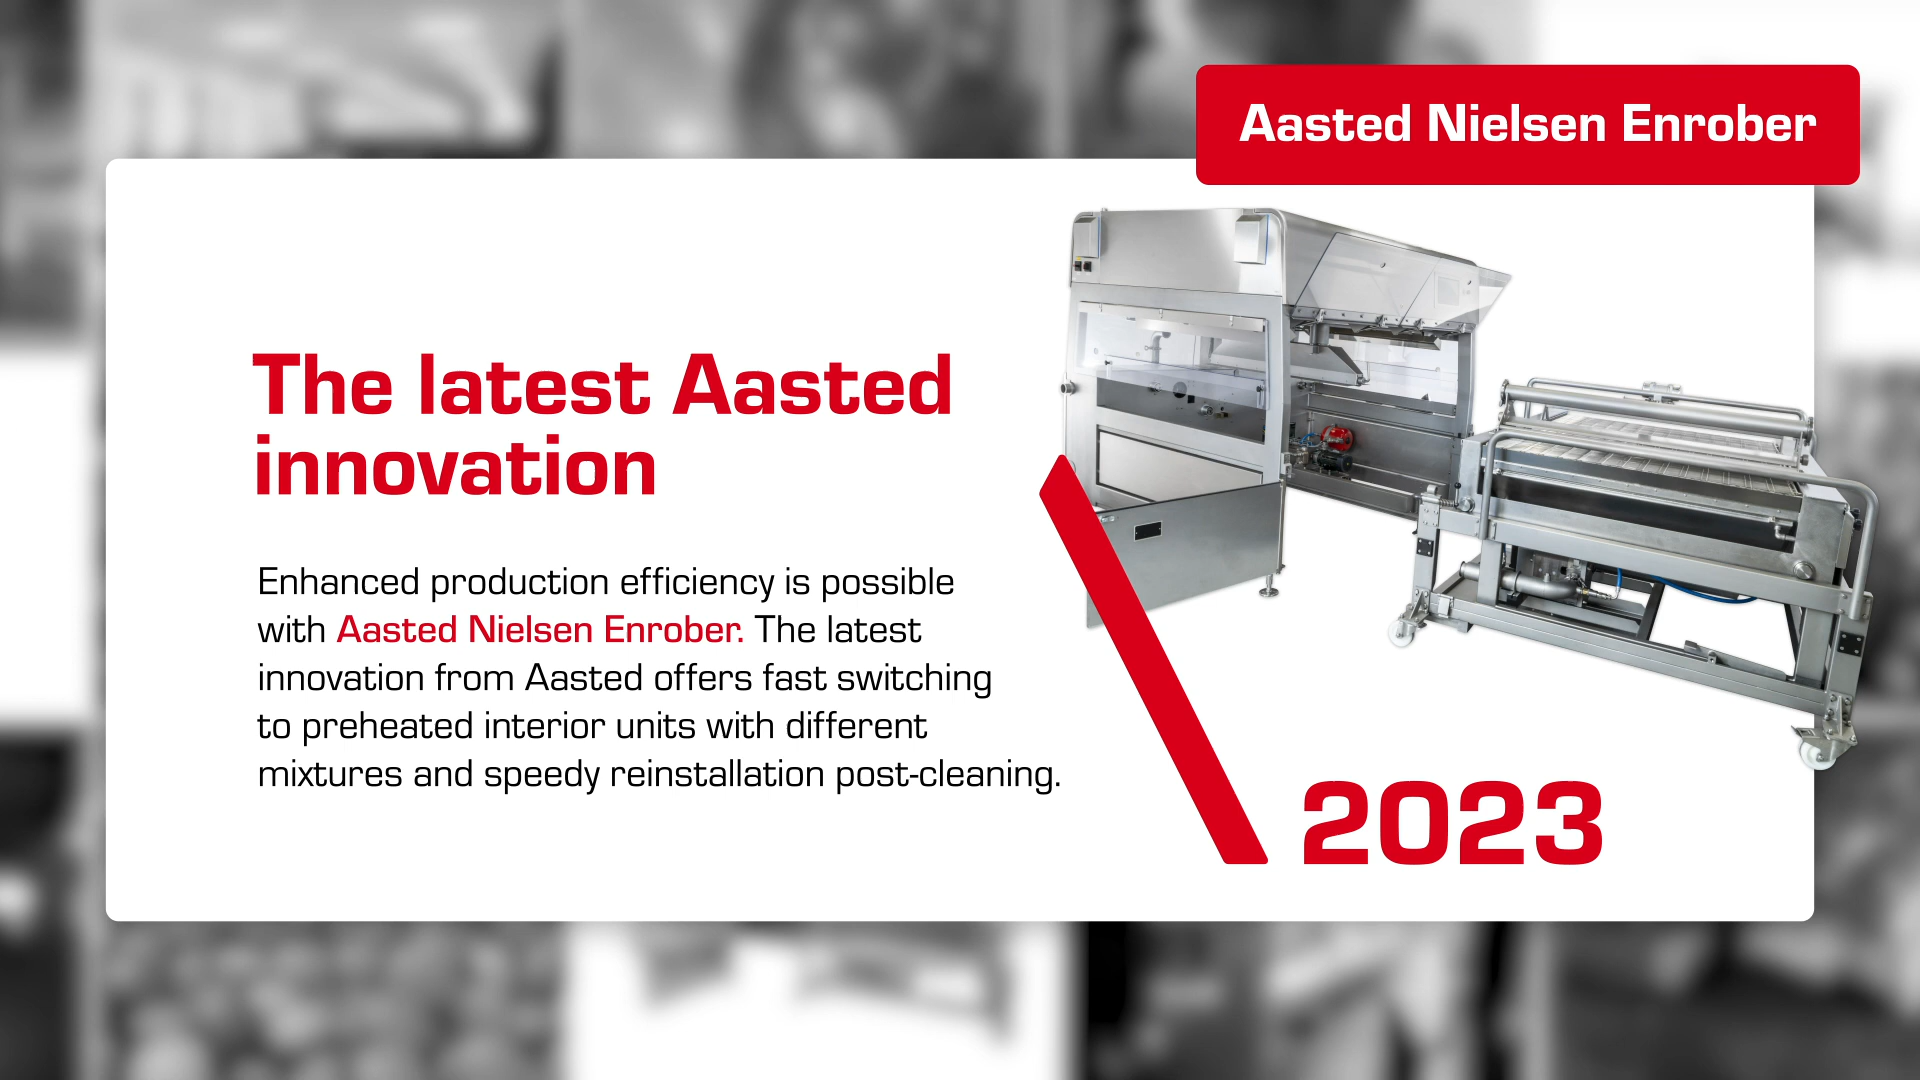 Aasted Nielsen Enrober
The latest Aasted
innovation
Enhanced production efficiency is possible
with Aasted Nielsen Enrober. The latest
innovation from Aasted offers fast switching
to preheated interior units with different
mixtures and speedy reinstallation post-cleaning.
2023